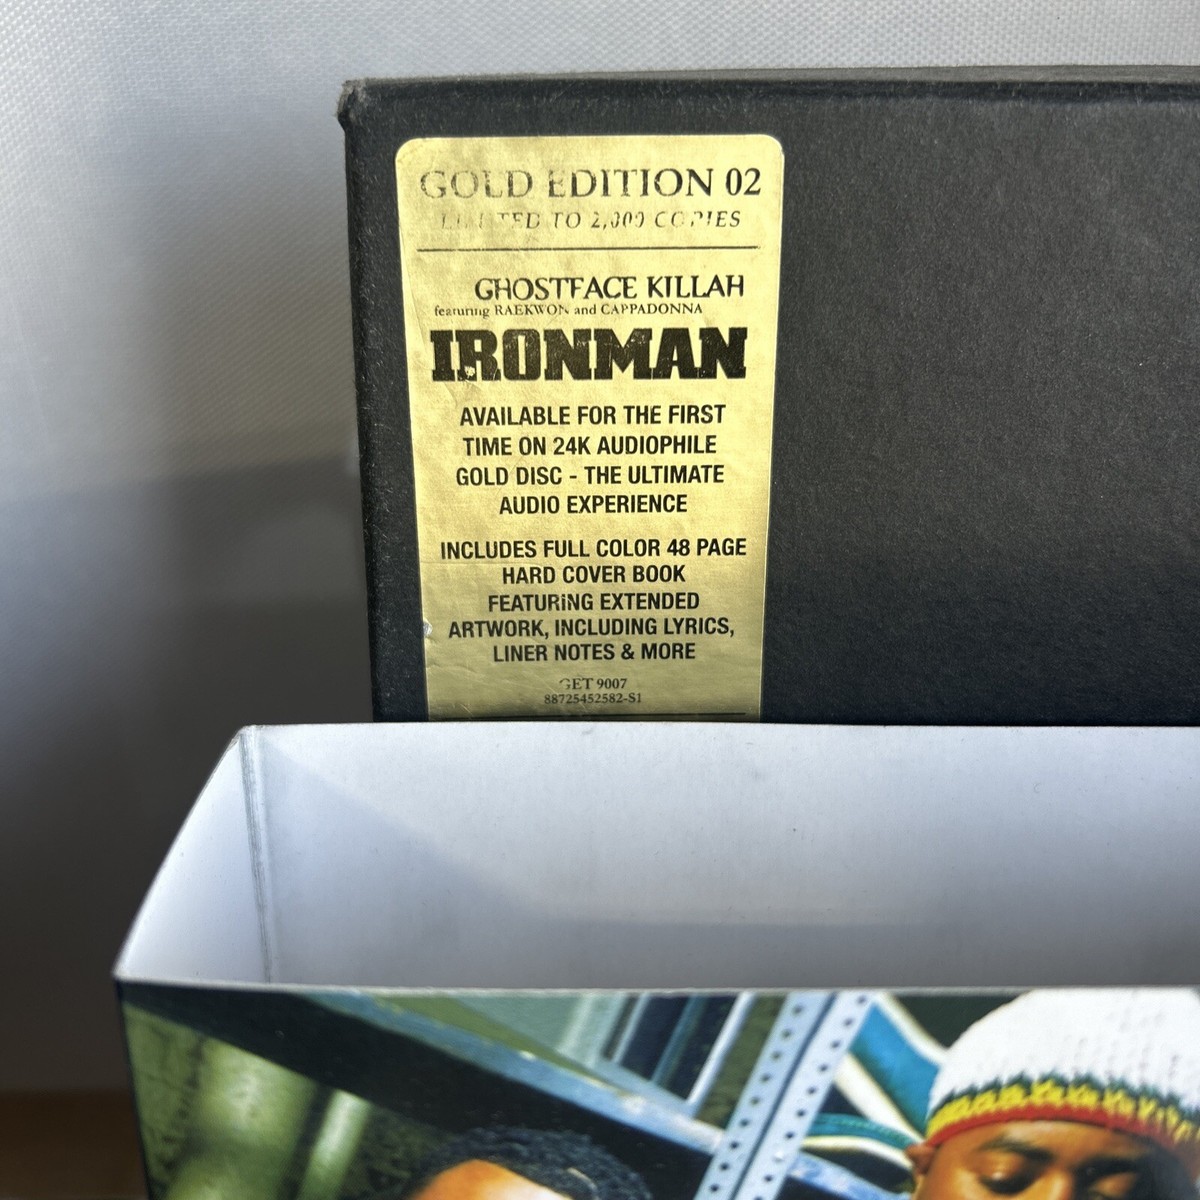 GOLD EDITION 02
LIMITED TO 2,000 COPIES
GHOSTFACE KILLAH
featuring RAEKWON and CAPPADONNA
IRONMAN
AVAILABLE FOR THE FIRST
TIME ON 24K AUDIOPHILE
GOLD DISC - THE ULTIMATE
AUDIO EXPERIENCE
INCLUDES FULL COLOR 48 PAGE
HARD COVER BOOK
FEATURING EXTENDED
ARTWORK, INCLUDING LYRICS,
LINER NOTES & MORE
GET 9007
88725452582-S1